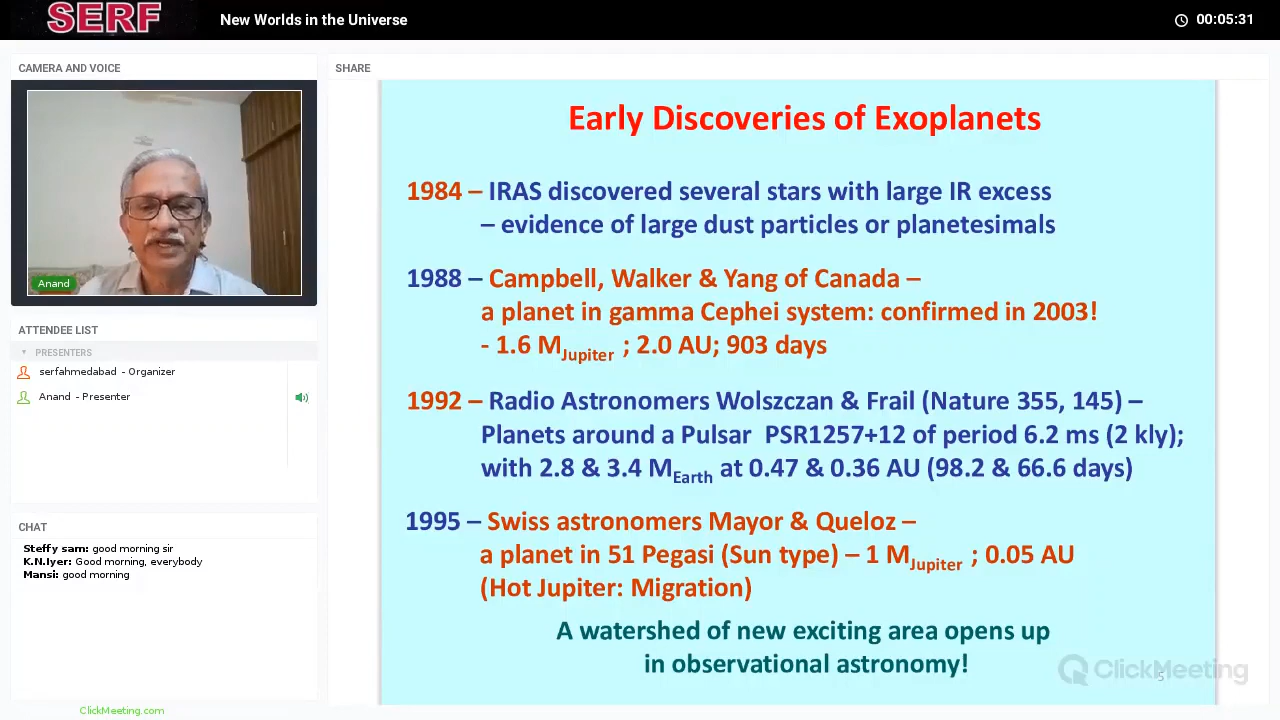 SERF
New Worlds in the Universe
00:05:31
CAMERA AND VOICE
SHARE
Anand
ATTENDEE LIST
PRESENTERS
serfahmedabad - Organizer
Anand - Presenter
CHAT
Steffy sam: good morning sir
K.N.Iyer: Good morning, everybody
Mansi: good morning
ClickMeeting.com
Early Discoveries of Exoplanets
1984 – IRAS discovered several stars with large IR excess
– evidence of large dust particles or planetesimals
1988 – Campbell, Walker & Yang of Canada –
a planet in gamma Cephei system: confirmed in 2003!
- 1.6 MJupiter ; 2.0 AU; 903 days
1992 – Radio Astronomers Wolszczan & Frail (Nature 355, 145) –
Planets around a Pulsar PSR1257+12 of period 6.2 ms (2 kly);
with 2.8 & 3.4 MEarth at 0.47 & 0.36 AU (98.2 & 66.6 days)
1995 – Swiss astronomers Mayor & Queloz –
a planet in 51 Pegasi (Sun type) – 1 MJupiter ; 0.05 AU
(Hot Jupiter: Migration)
A watershed of new exciting area opens up
in observational astronomy!
ClickMeeting
5